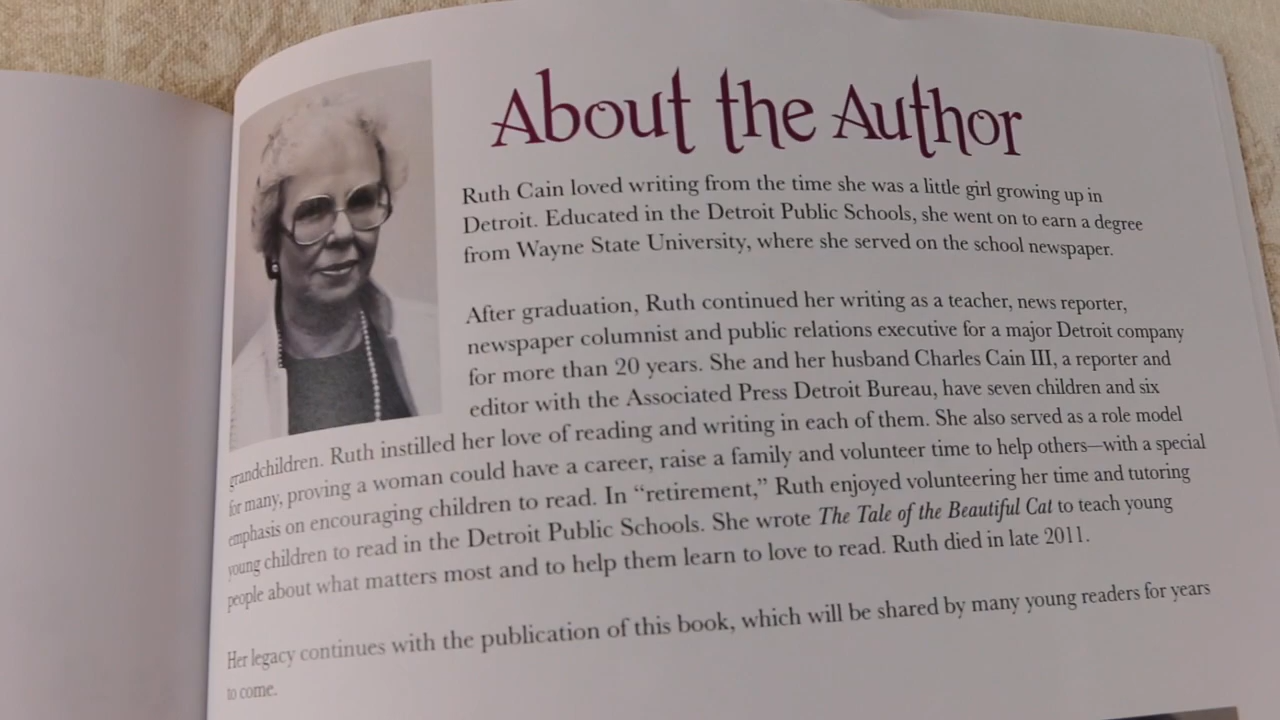 About the Author
Ruth Cain loved writing from the time she was a little girl growing up in
Detroit. Educated in the Detroit Public Schools, she went on to earn a degree
from Wayne State University, where she served on the school newspaper.
After graduation, Ruth continued her writing as a teacher, news reporter,
newspaper columnist and public relations executive for a major Detroit company
for more than 20 years. She and her husband Charles Cain III, a reporter and
editor with the Associated Press Detroit Bureau, have seven children and six
grandchildren. Ruth instilled her love of reading and writing in each of them. She also served as a role model
for many, proving a woman could have a career, raise a family and volunteer time to help others—with a special
emphasis on encouraging children to read. In “retirement,” Ruth enjoyed volunteering her time and tutoring
young children to read in the Detroit Public Schools. She wrote The Tale of the Beautiful Cat to teach young
people about what matters most and to help them learn to love to read. Ruth died in late 2011.
Her legacy continues with the publication of this book, which will be shared by many young readers for years
to come.